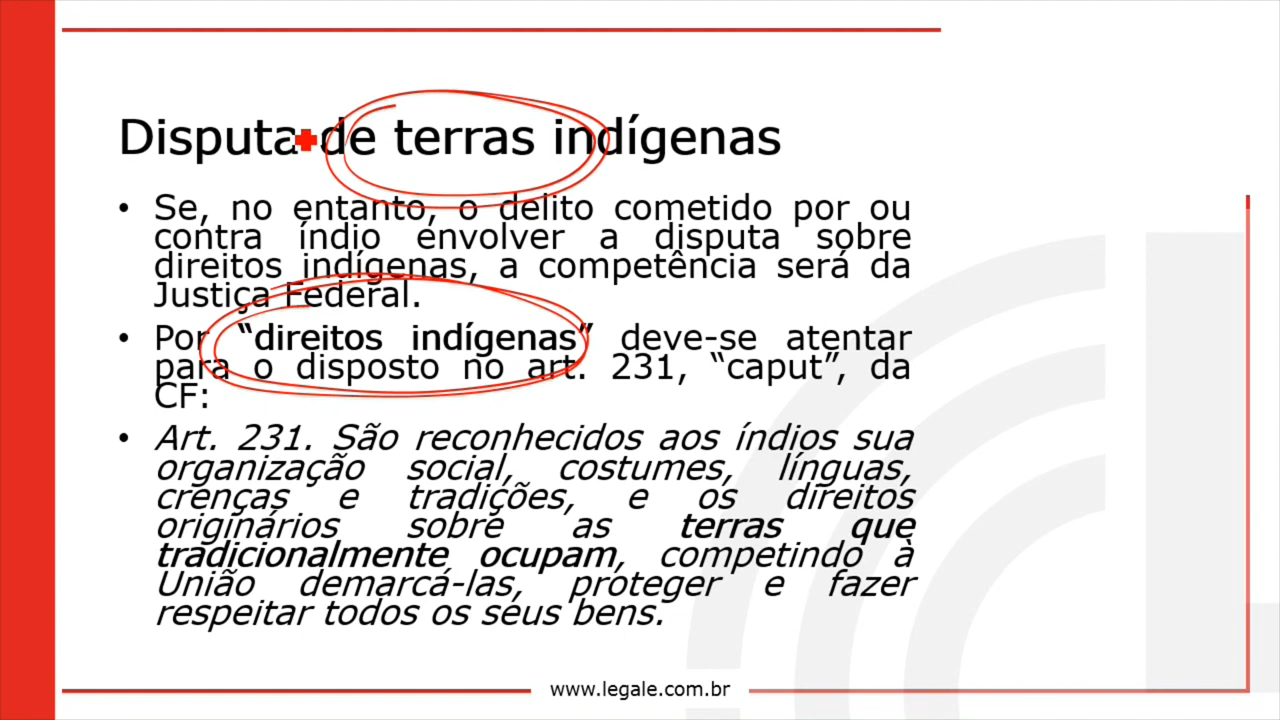 Disputa de terras indígenas
• Se, no entanto, o delito cometido por ou
contra índio envolver a disputa sobre
direitos indígenas, a competência será da
Justiça Federal.
• Por “direitos indígenas” deve-se atentar
para o disposto no art. 231, “caput”, da
CF:
• Art. 231. São reconhecidos aos índios sua
organização social, costumes, línguas,
crenças e tradições, e os direitos
originários sobre as terras que
tradicionalmente ocupam, competindo à
União demarcá-las, proteger e fazer
respeitar todos os seus bens.
www.legale.com.br